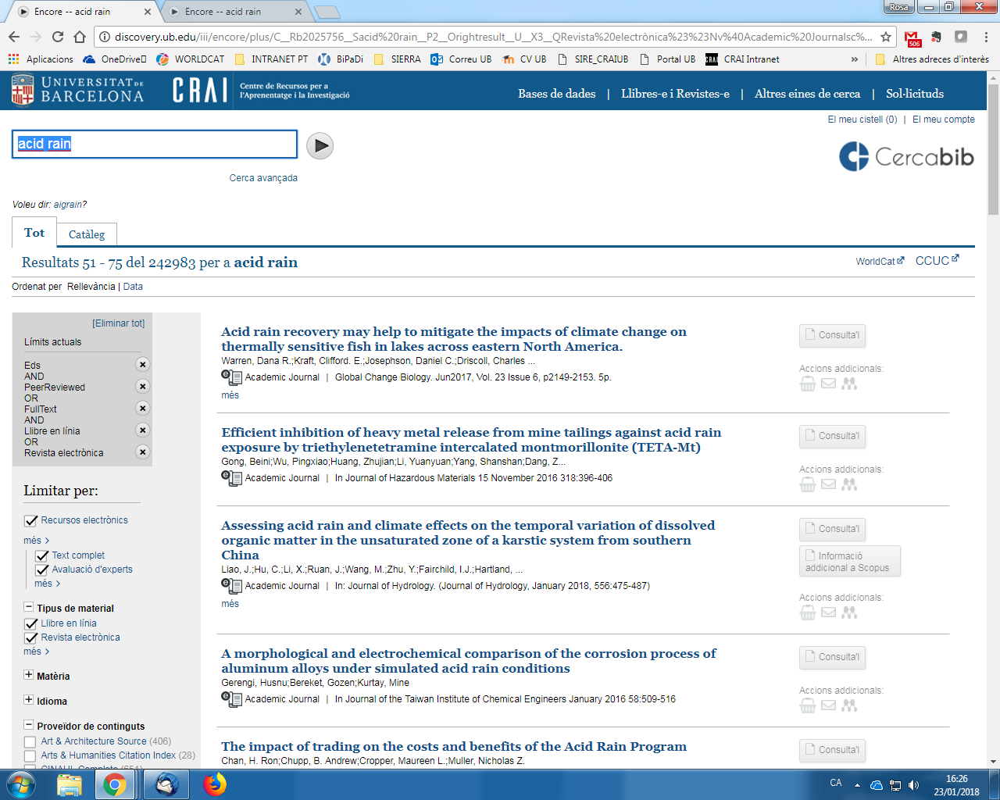 Encore -- acid rain
Encore -- acid rain
Rosa
discovery.ub.edu/iii/encore/plus/C__Rb2025756__Sacid%20rain__P2__Orightresult__U__X3__QRevista%20electrònica%23%23Nv%40Academic%20Journalsc%...
506
Aplicacions
OneDrive
WORLDCAT
INTRANET PT
BiPaDi
SIERRA
Correu UB
CV UB
SIRE_CRAIUB
Portal UB
CRAI Intranet
»
Altres adreces d'interès
UNIVERSITAT DE
BARCELONA
CRAI
Centre de Recursos per a
l'Aprenentatge i la Investigació
Bases de dades | Llibres-e i Revistes-e | Altres eines de cerca | Sol·licituds
El meu cistell (0) | El meu compte
acid rain
Cercabib
Cerca avançada
Voleu dir: aigrain?
Tot
Catàleg
Resultats 51 - 75 del 242983 per a acid rain
WorldCat
CCUC
Ordenat per Rellevància | Data
[Eliminar tot]
Límits actuals
Eds
AND
PeerReviewed
OR
FullText
AND
Llibre en línia
OR
Revista electrònica
Limitar per:
Recursos electrònics
més >
Text complet
Avaluació d'experts
més >
Tipus de material
Llibre en línia
Revista electrònica
més >
Matèria
Idioma
Proveïdor de continguts
Art & Architecture Source (406)
Arts & Humanities Citation Index (28)
CINAHL Complete (651)
Acid rain recovery may help to mitigate the impacts of climate change on
thermally sensitive fish in lakes across eastern North America.
Warren, Dana R.;Kraft, Clifford. E.;Josephson, Daniel C.;Driscoll, Charles ...
Academic Journal | Global Change Biology. Jun2017, Vol. 23 Issue 6, p2149-2153. 5p.
més
Consulta'l
Accions addicionals:
Efficient inhibition of heavy metal release from mine tailings against acid rain
exposure by triethylenetetramine intercalated montmorillonite (TETA-Mt)
Gong, Beini;Wu, Pingxiao;Huang, Zhujian;Li, Yuanyuan;Yang, Shanshan;Dang, Z...
Academic Journal | In Journal of Hazardous Materials 15 November 2016 318:396-406
Consulta'l
Accions addicionals:
Assessing acid rain and climate effects on the temporal variation of dissolved
organic matter in the unsaturated zone of a karstic system from southern
China
Liao, J.;Hu, C.;Li, X.;Ruan, J.;Wang, M.;Zhu, Y.;Fairchild, I.J.;Hartland, ...
Academic Journal | In: Journal of Hydrology. (Journal of Hydrology, January 2018, 556:475-487)
més
Consulta'l
Informació
addicional a Scopus
Accions addicionals:
A morphological and electrochemical comparison of the corrosion process of
aluminum alloys under simulated acid rain conditions
Gerengi, Husnu;Bereket, Gozen;Kurtay, Mine
Academic Journal | In Journal of the Taiwan Institute of Chemical Engineers January 2016 58:509-516
Consulta'l
Accions addicionals:
The impact of trading on the costs and benefits of the Acid Rain Program
Chan, H. Ron;Chupp, B. Andrew;Cropper, Maureen L.;Muller, Nicholas Z.
Consulta'l
CA
16:26
23/01/2018